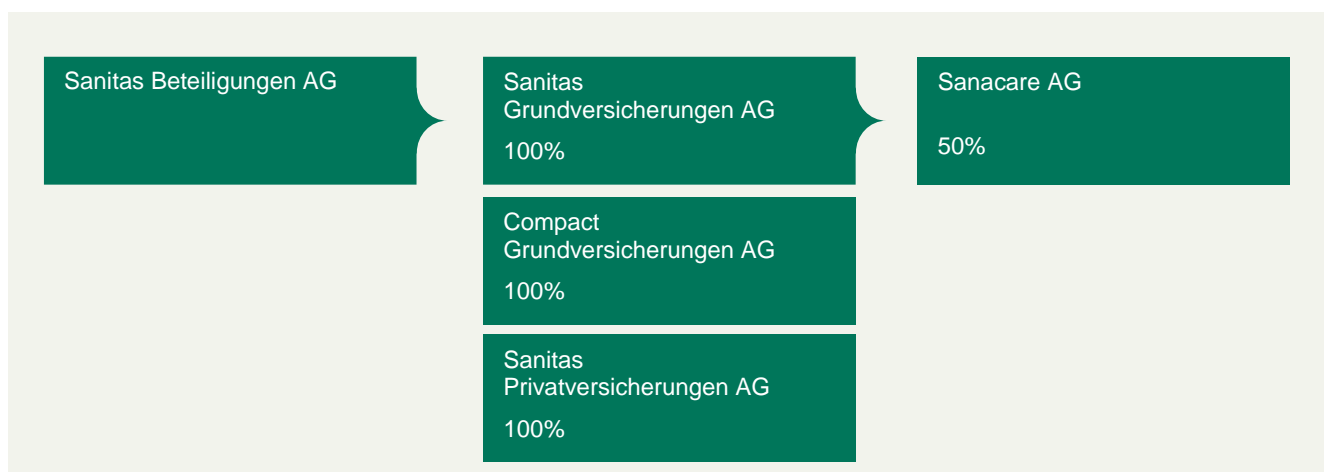 Sanitas Beteiligungen AG
Sanitas
Grundversicherungen AG
100%
Sanacare AG
50%
Compact
Grundversicherungen AG
100%
Sanitas
Privatversicherungen AG
100%